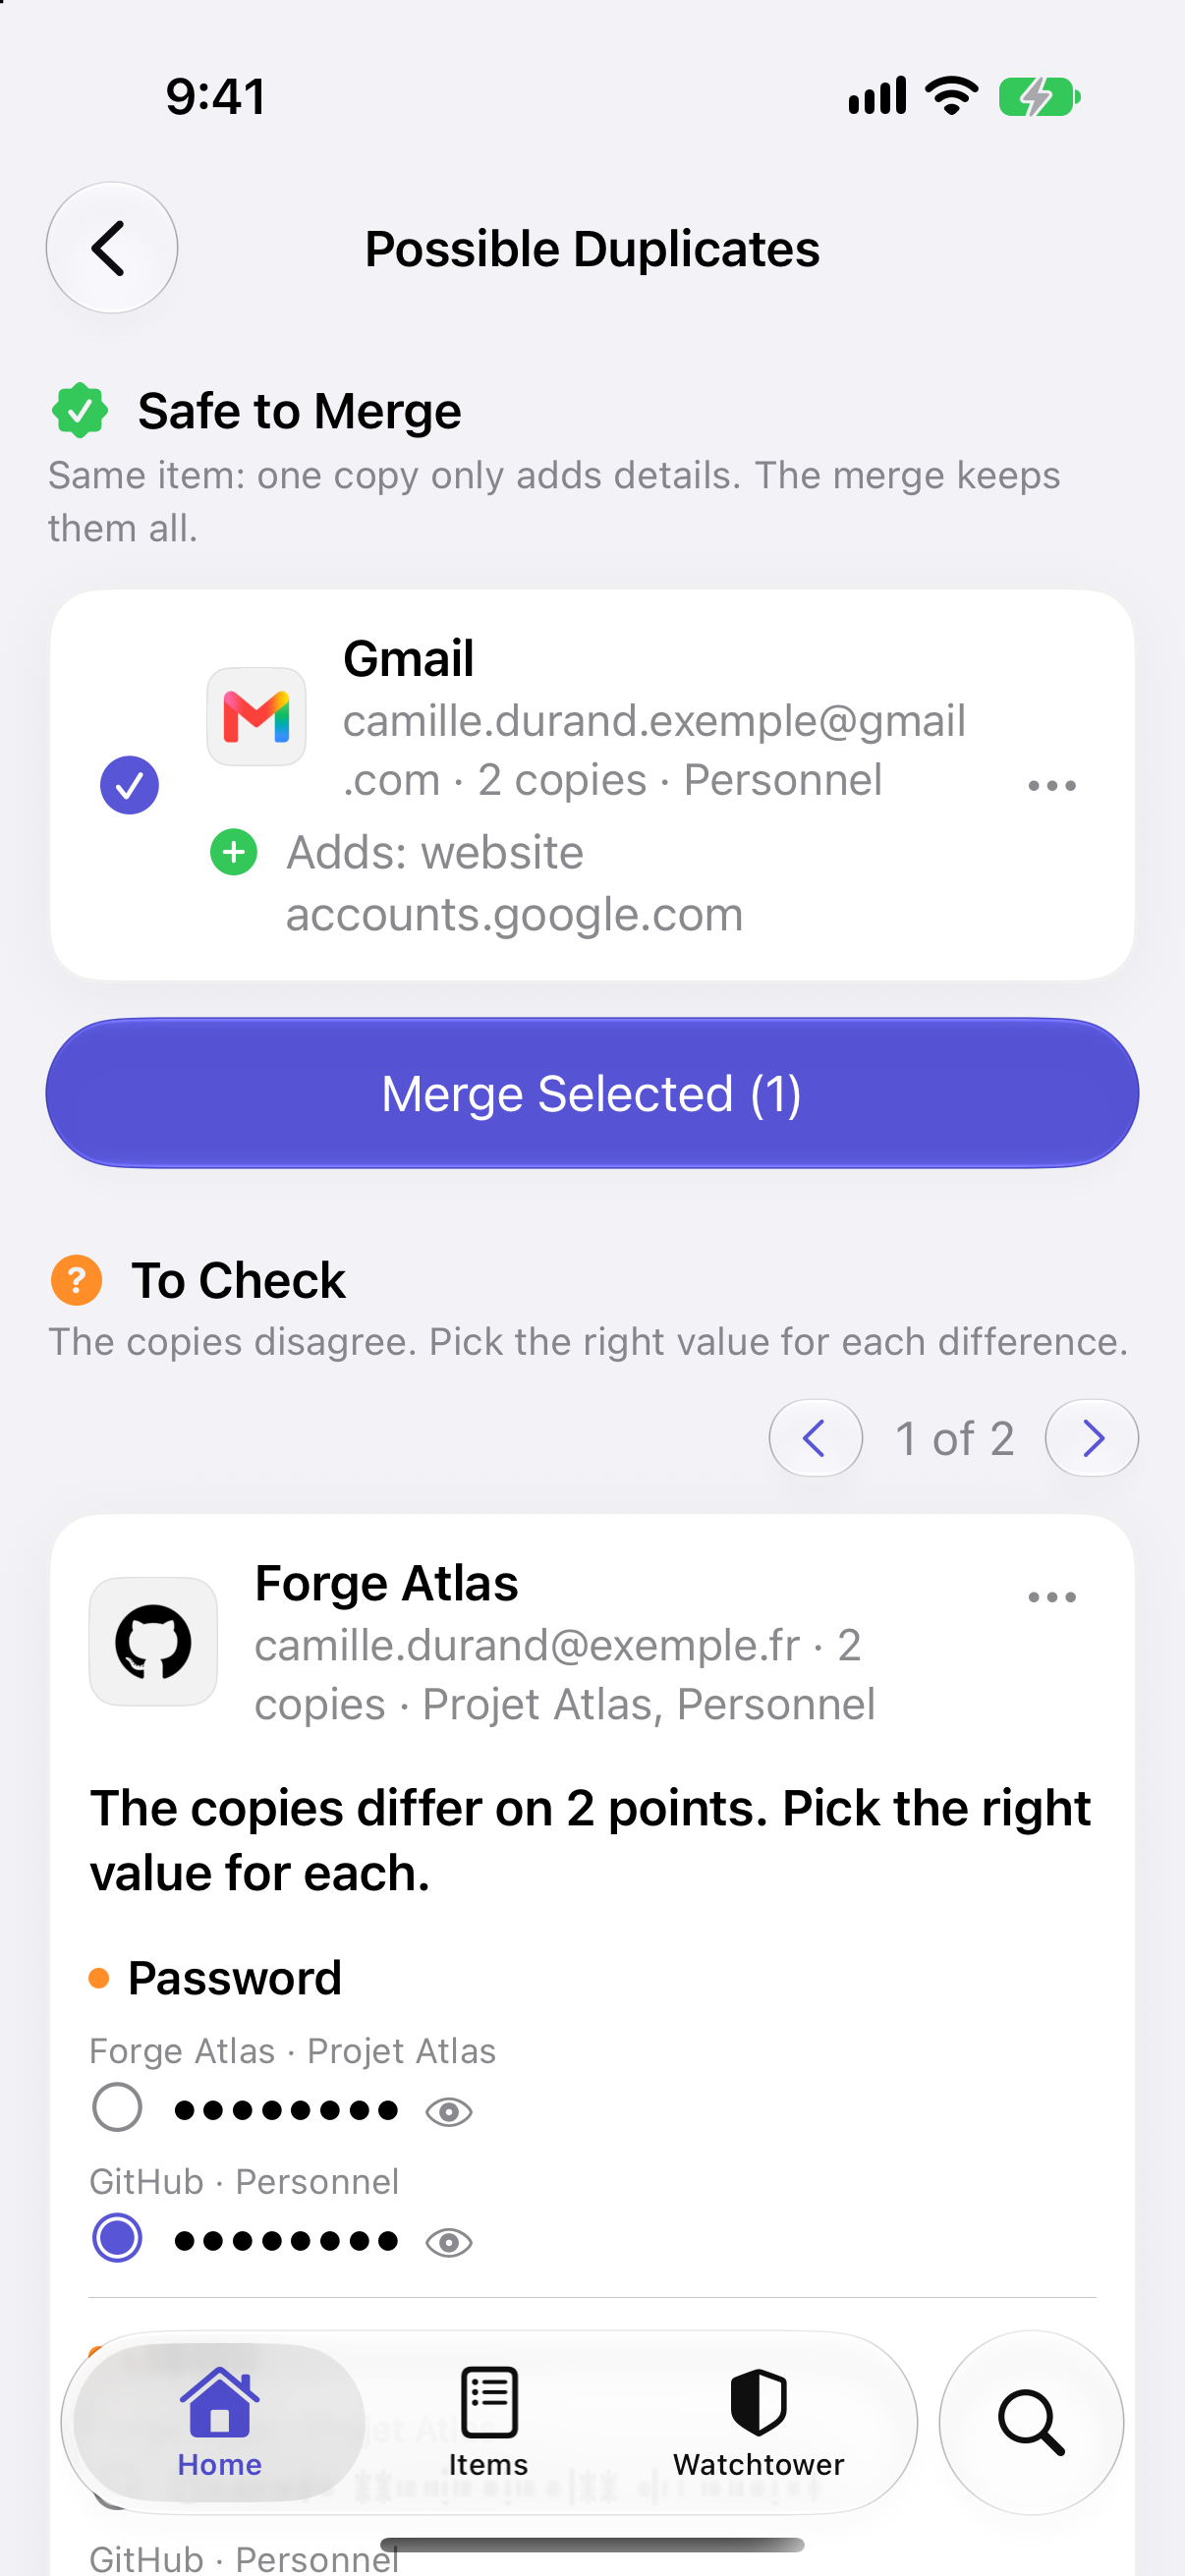 9:41
Possible Duplicates
Safe to Merge
Same item: one copy only adds details. The merge keeps
them all.
Gmail
camille.durand.exemple@gmail
.com · 2 copies · Personnel
Adds: website
accounts.google.com
Merge Selected (1)
To Check
The copies disagree. Pick the right value for each difference.
1 of 2
Forge Atlas
camille.durand@exemple.fr · 2
copies · Projet Atlas, Personnel
The copies differ on 2 points. Pick the right
value for each.
Password
Forge Atlas · Projet Atlas
••••••••
GitHub · Personnel
••••••••
Home
Items
Watchtower
GitHub · Personnel